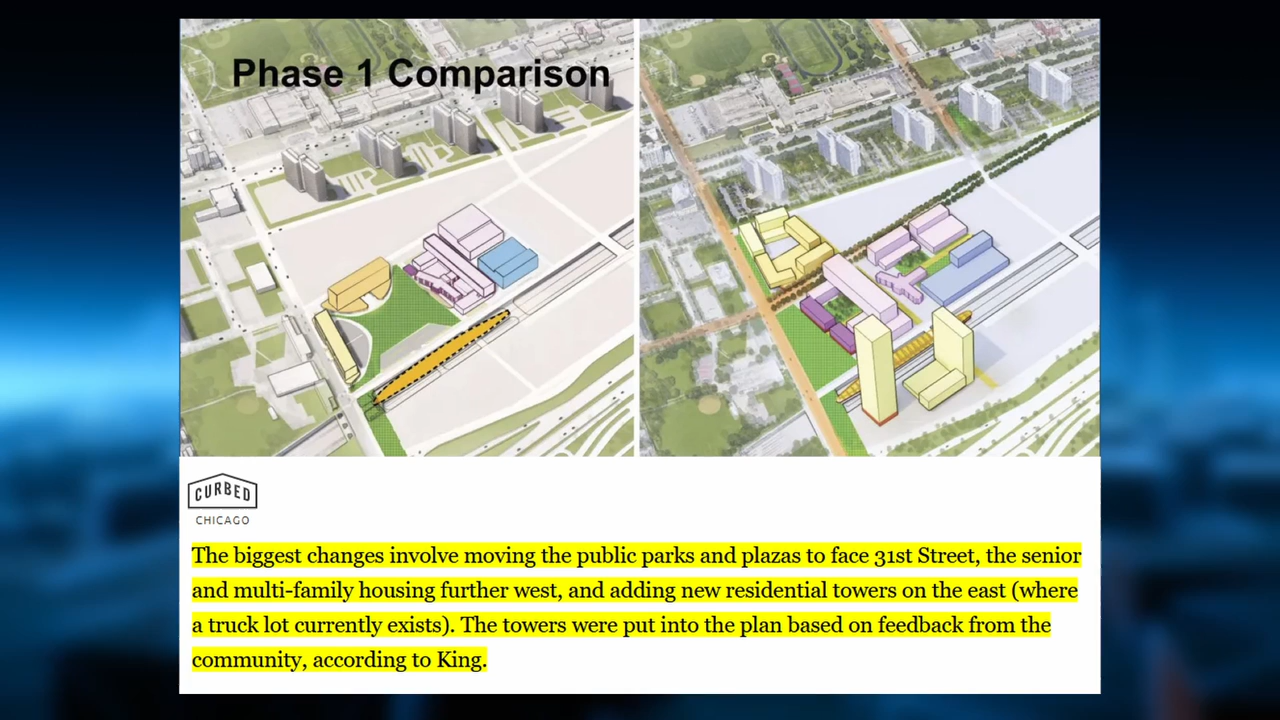 Phase 1 Comparison
CURBED
CHICAGO
The biggest changes involve moving the public parks and plazas to face 31st Street, the senior
and multi-family housing further west, and adding new residential towers on the east (where
a truck lot currently exists). The towers were put into the plan based on feedback from the
community, according to King.